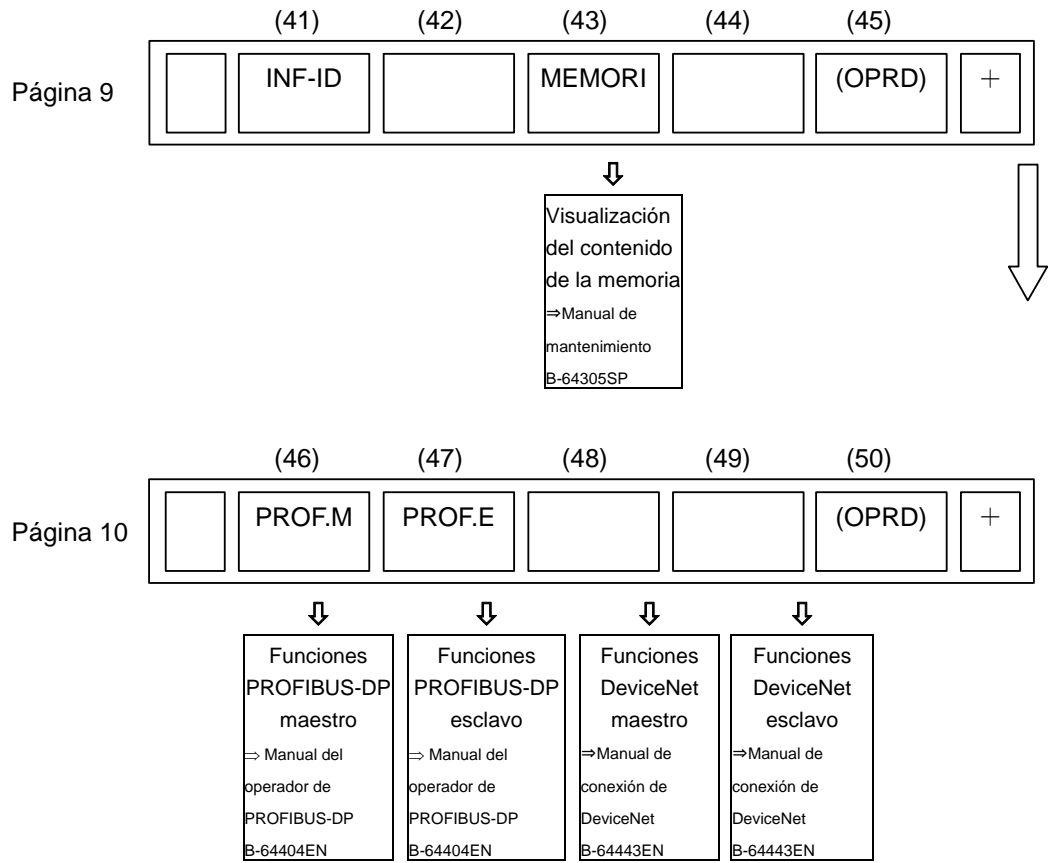 (41) (42) (43) (44) (45)
Página 9
INF-ID MEMORI (OPRD) +
Visualización
del contenido
de la memoria
⇒Manual de
mantenimiento
B-64305SP
(46) (47) (48) (49) (50)
Página 10
PROF.M PROF.E (OPRD) +
Funciones
PROFIBUS-DP
maestro
⇒ Manual del
operador de
PROFIBUS-DP
B-64404EN
Funciones
PROFIBUS-DP
esclavo
⇒ Manual del
operador de
PROFIBUS-DP
B-64404EN
Funciones
DeviceNet
maestro
⇒Manual de
conexión de
DeviceNet
B-64443EN
Funciones
DeviceNet
esclavo
⇒Manual de
conexión de
DeviceNet
B-64443EN